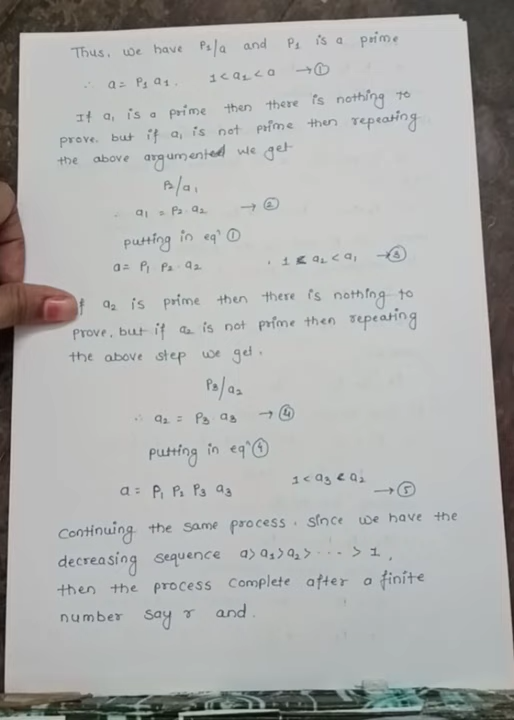 Thus, we have P₁/a and P₁ is a prime
∴ a = P₁ a₁. 1 < a₁ < a → ①
If a₁ is a prime then there is nothing to
prove. but if a₁ is not prime then repeating
the above argumented we get
P₂/a₁
∴ a₁ = P₂. a₂ → ②
putting in eqⁿ ①
a = P₁ P₂. a₂ , 1 < a₂ < a₁ → ③
If a₂ is prime then there is nothing to
prove, but if a₂ is not prime then repeating
the above step we get.
P₃/a₂
∴ a₂ = P₃ a₃ → ④
putting in eqⁿ ④
a = P₁ P₂ P₃ a₃ 1 < a₃ < a₂ → ⑤
Continuing the same process. Since we have the
decreasing sequence a > a₁ > a₂ > ... > 1,
then the process complete after a finite
number say r and.